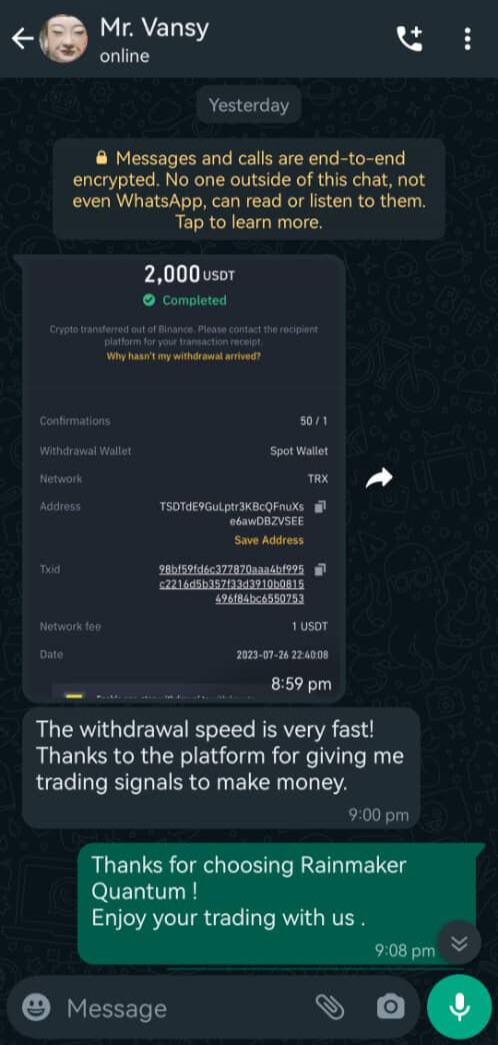 Mr. Vansy
online
Yesterday
Messages and calls are end-to-end
encrypted. No one outside of this chat, not
even WhatsApp, can read or listen to them.
Tap to learn more.
2,000 USDT
Completed
Crypto transferred out of Binance. Please contact the recipient
platform for your transaction receipt.
Why hasn't my withdrawal arrived?
Confirmations 50 / 1
Withdrawal Wallet Spot Wallet
Network TRX
Address TSDTdE9GuLptr3KBcQFnuXs
e6awDBZVSEE
Save Address
Txid 98bf59fd6c377870aaa4bf995
c2216d5b357f33d3910b0815
496f84bc6550753
Network fee 1 USDT
Date 2023-07-26 22:40:08
8:59 pm
The withdrawal speed is very fast!
Thanks to the platform for giving me
trading signals to make money.
9:00 pm
Thanks for choosing Rainmaker
Quantum !
Enjoy your trading with us .
9:08 pm
Message